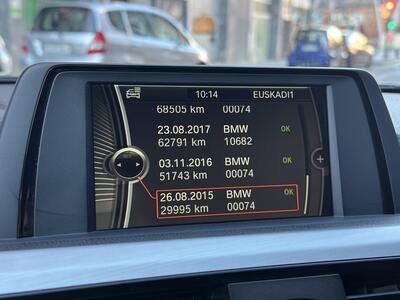 10:14 EUSKADI1
68505 km 00074
23.08.2017 BMW OK
62791 km 10682
03.11.2016 BMW OK
51743 km 00074
26.08.2015 BMW OK
29995 km 00074